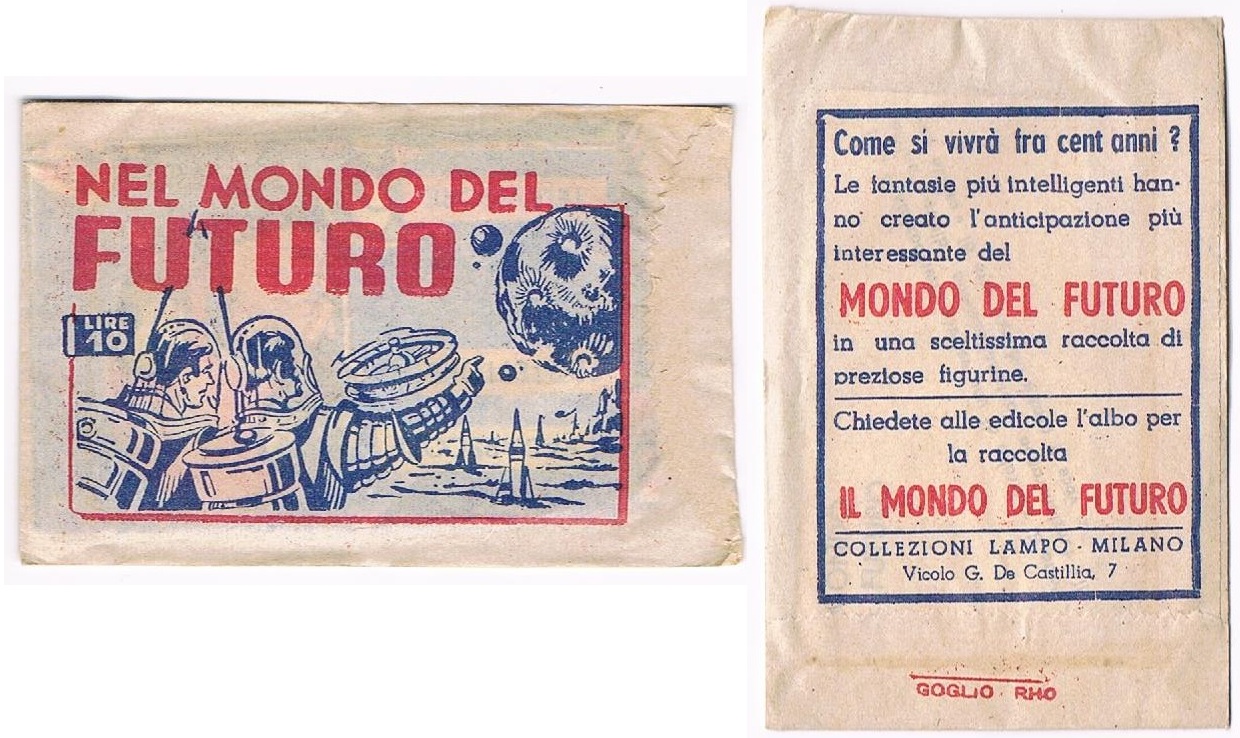 NEL MONDO DEL
FUTURO
LIRE
10
Come si vivrà fra cent anni ?
Le fantasie piú intelligenti han-
no creato l'anticipazione più
interessante del
MONDO DEL FUTURO
in una sceltissima raccolta di
preziose figurine.
Chiedete alle edicole l'albo per
la raccolta
IL MONDO DEL FUTURO
COLLEZIONI LAMPO - MILANO
Vicolo G. De Castillia, 7
GOGLIO - RHO